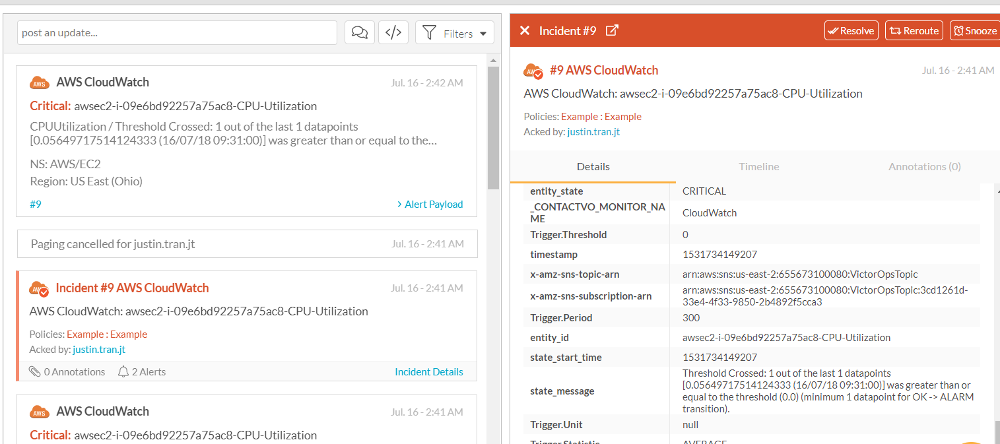 post an update...
Filters
AWS CloudWatch
Jul. 16 - 2:42 AM
Critical: awsec2-i-09e6bd92257a75ac8-CPU-Utilization
CPUUtilization / Threshold Crossed: 1 out of the last 1 datapoints
[0.05649717514124333 (16/07/18 09:31:00)] was greater than or equal to the...
NS: AWS/EC2
Region: US East (Ohio)
#9
> Alert Payload
Paging cancelled for justin.tran.jt
Jul. 16 - 2:41 AM
Incident #9 AWS CloudWatch
Jul. 16 - 2:41 AM
AWS CloudWatch: awsec2-i-09e6bd92257a75ac8-CPU-Utilization
Policies: Example : Example
Acked by: justin.tran.jt
0 Annotations
2 Alerts
Incident Details
AWS CloudWatch
Jul. 16 - 2:41 AM
Critical: awsec2-i-09e6bd92257a75ac8-CPU-Utilization
Incident #9
Resolve
Reroute
Snooze
#9 AWS CloudWatch
Jul. 16 - 2:41 AM
AWS CloudWatch: awsec2-i-09e6bd92257a75ac8-CPU-Utilization
Policies: Example : Example
Acked by: justin.tran.jt
Details
Timeline
Annotations (0)
entity_state
CRITICAL
_CONTACTVO_MONITOR_NA
ME
CloudWatch
Trigger.Threshold
0
timestamp
1531734149207
x-amz-sns-topic-arn
arn:aws:sns:us-east-2:655673100080:VictorOpsTopic
x-amz-sns-subscription-arn
arn:aws:sns:us-east-2:655673100080:VictorOpsTopic:3cd1261d-
33e4-4f33-9850-2b4892f5cca3
Trigger.Period
300
entity_id
awsec2-i-09e6bd92257a75ac8-CPU-Utilization
state_start_time
1531734149207
state_message
Threshold Crossed: 1 out of the last 1 datapoints
[0.05649717514124333 (16/07/18 09:31:00)] was greater than or
equal to the threshold (0.0) (minimum 1 datapoint for OK -> ALARM
transition).
Trigger.Unit
null
Trigger.Statistic
AVERAGE